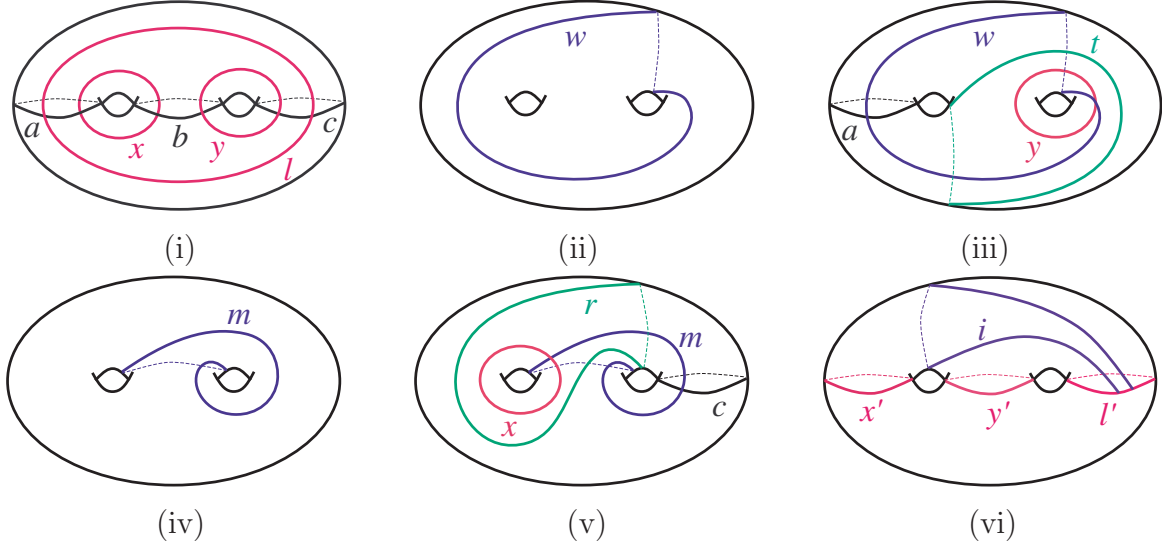 a x b y l c
(i)
w
(ii)
w t a y
(iii)
m
(iv)
r m x c
(v)
i x' y' l'
(vi)